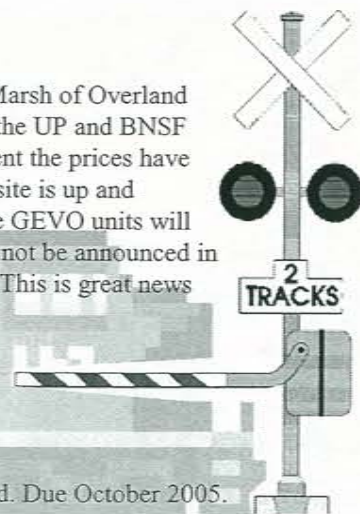 Marsh of Overland
the UP and BNSF
ent the prices have
site is up and
e GEVO units will
not be announced in
This is great news
2
TRACKS
d. Due October 2005.